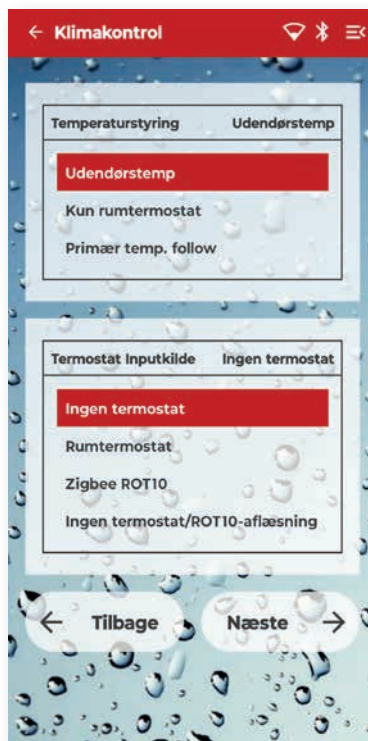 Klimakontrol
Temperaturstyring Udendørstemp
Udendørstemp
Kun rumtermostat
Primær temp. follow
Termostat Inputkilde Ingen termostat
Ingen termostat
Rumtermostat
Zigbee ROT10
Ingen termostat/ROT10-aflæsning
Tilbage Næste